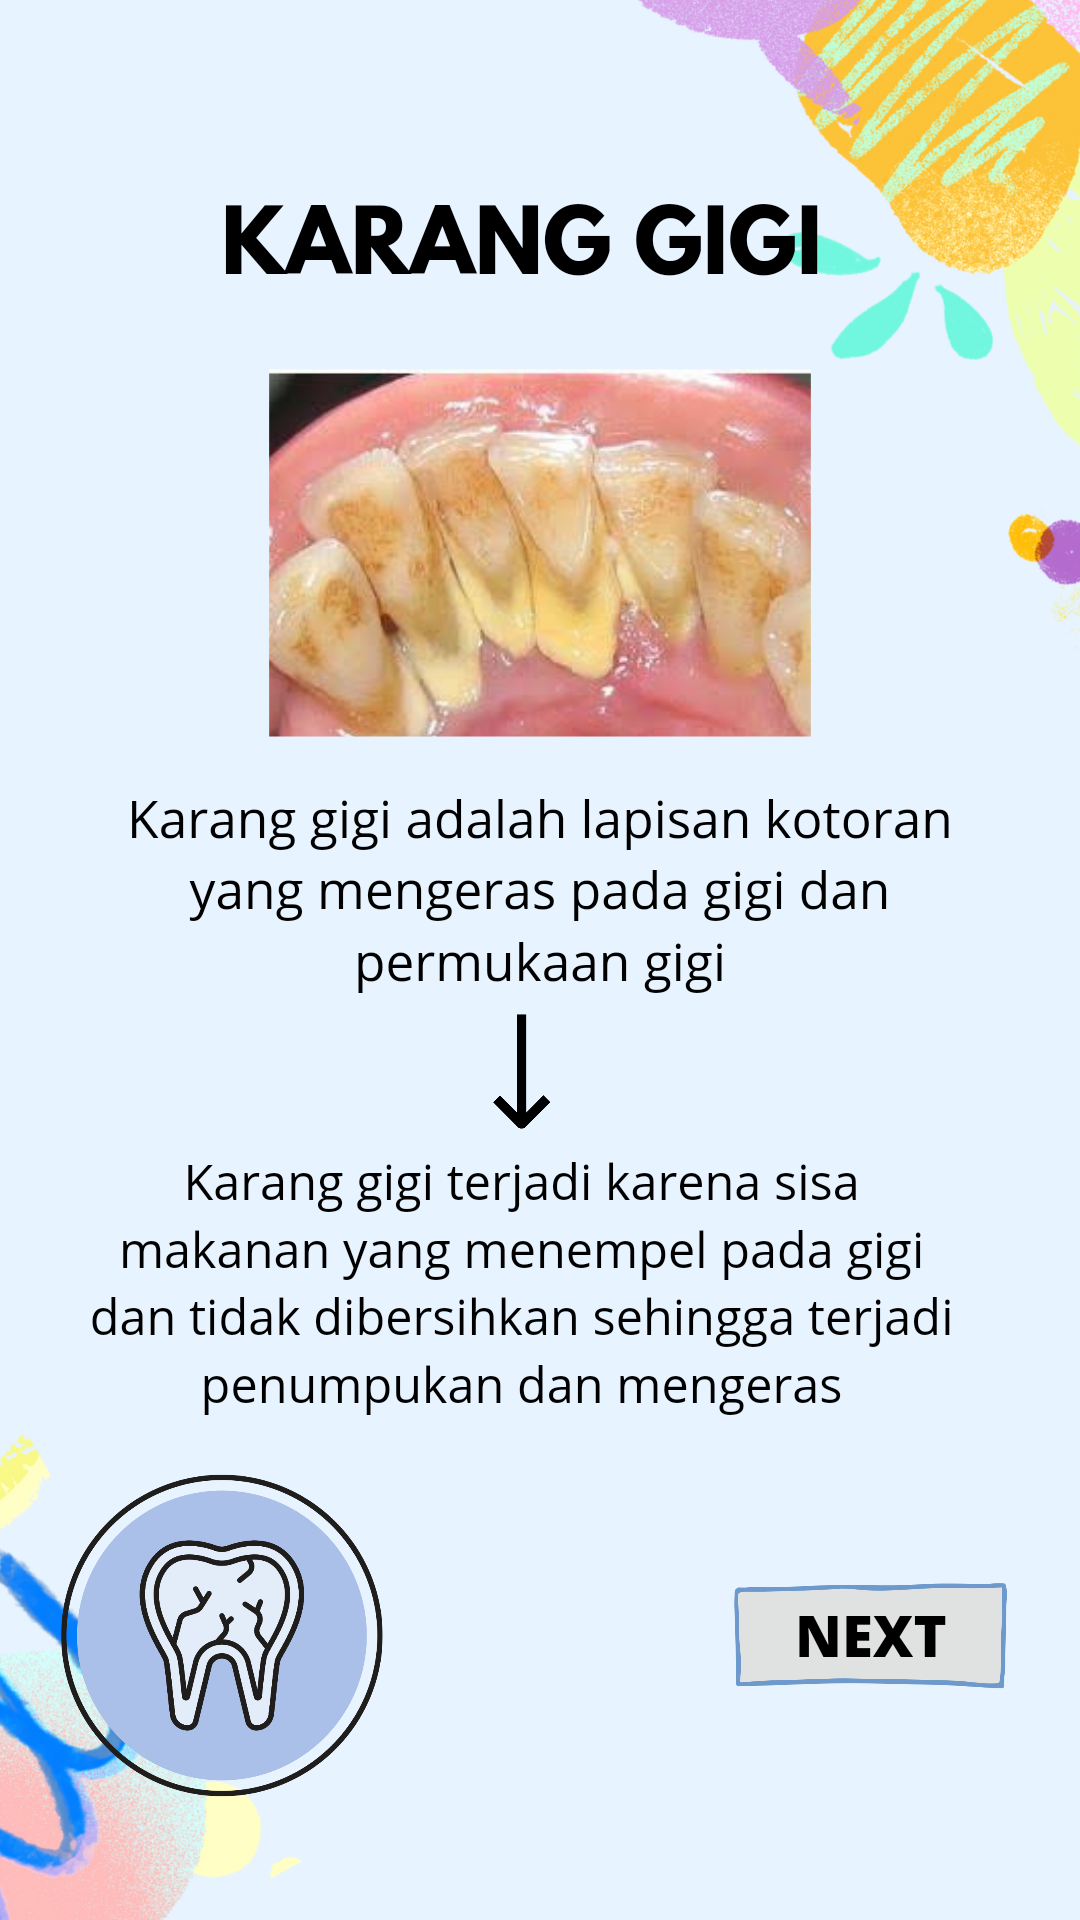 KARANG GIGI
Karang gigi adalah lapisan kotoran
yang mengeras pada gigi dan
permukaan gigi
Karang gigi terjadi karena sisa
makanan yang menempel pada gigi
dan tidak dibersihkan sehingga terjadi
penumpukan dan mengeras
NEXT